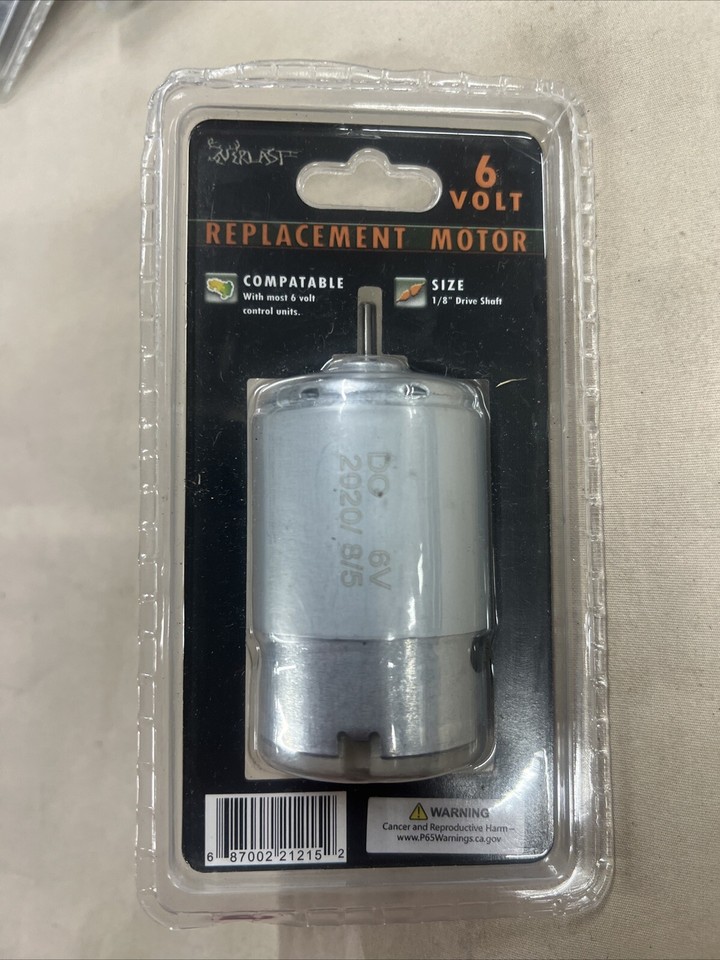 EVERLAST
6
VOLT
REPLACEMENT MOTOR
COMPATABLE
With most 6 volt
control units.
SIZE
1/8" Drive Shaft
DC 6V
2020/ 8/5
6 87002 21215 2
WARNING
Cancer and Reproductive Harm–
www.P65Warnings.ca.gov